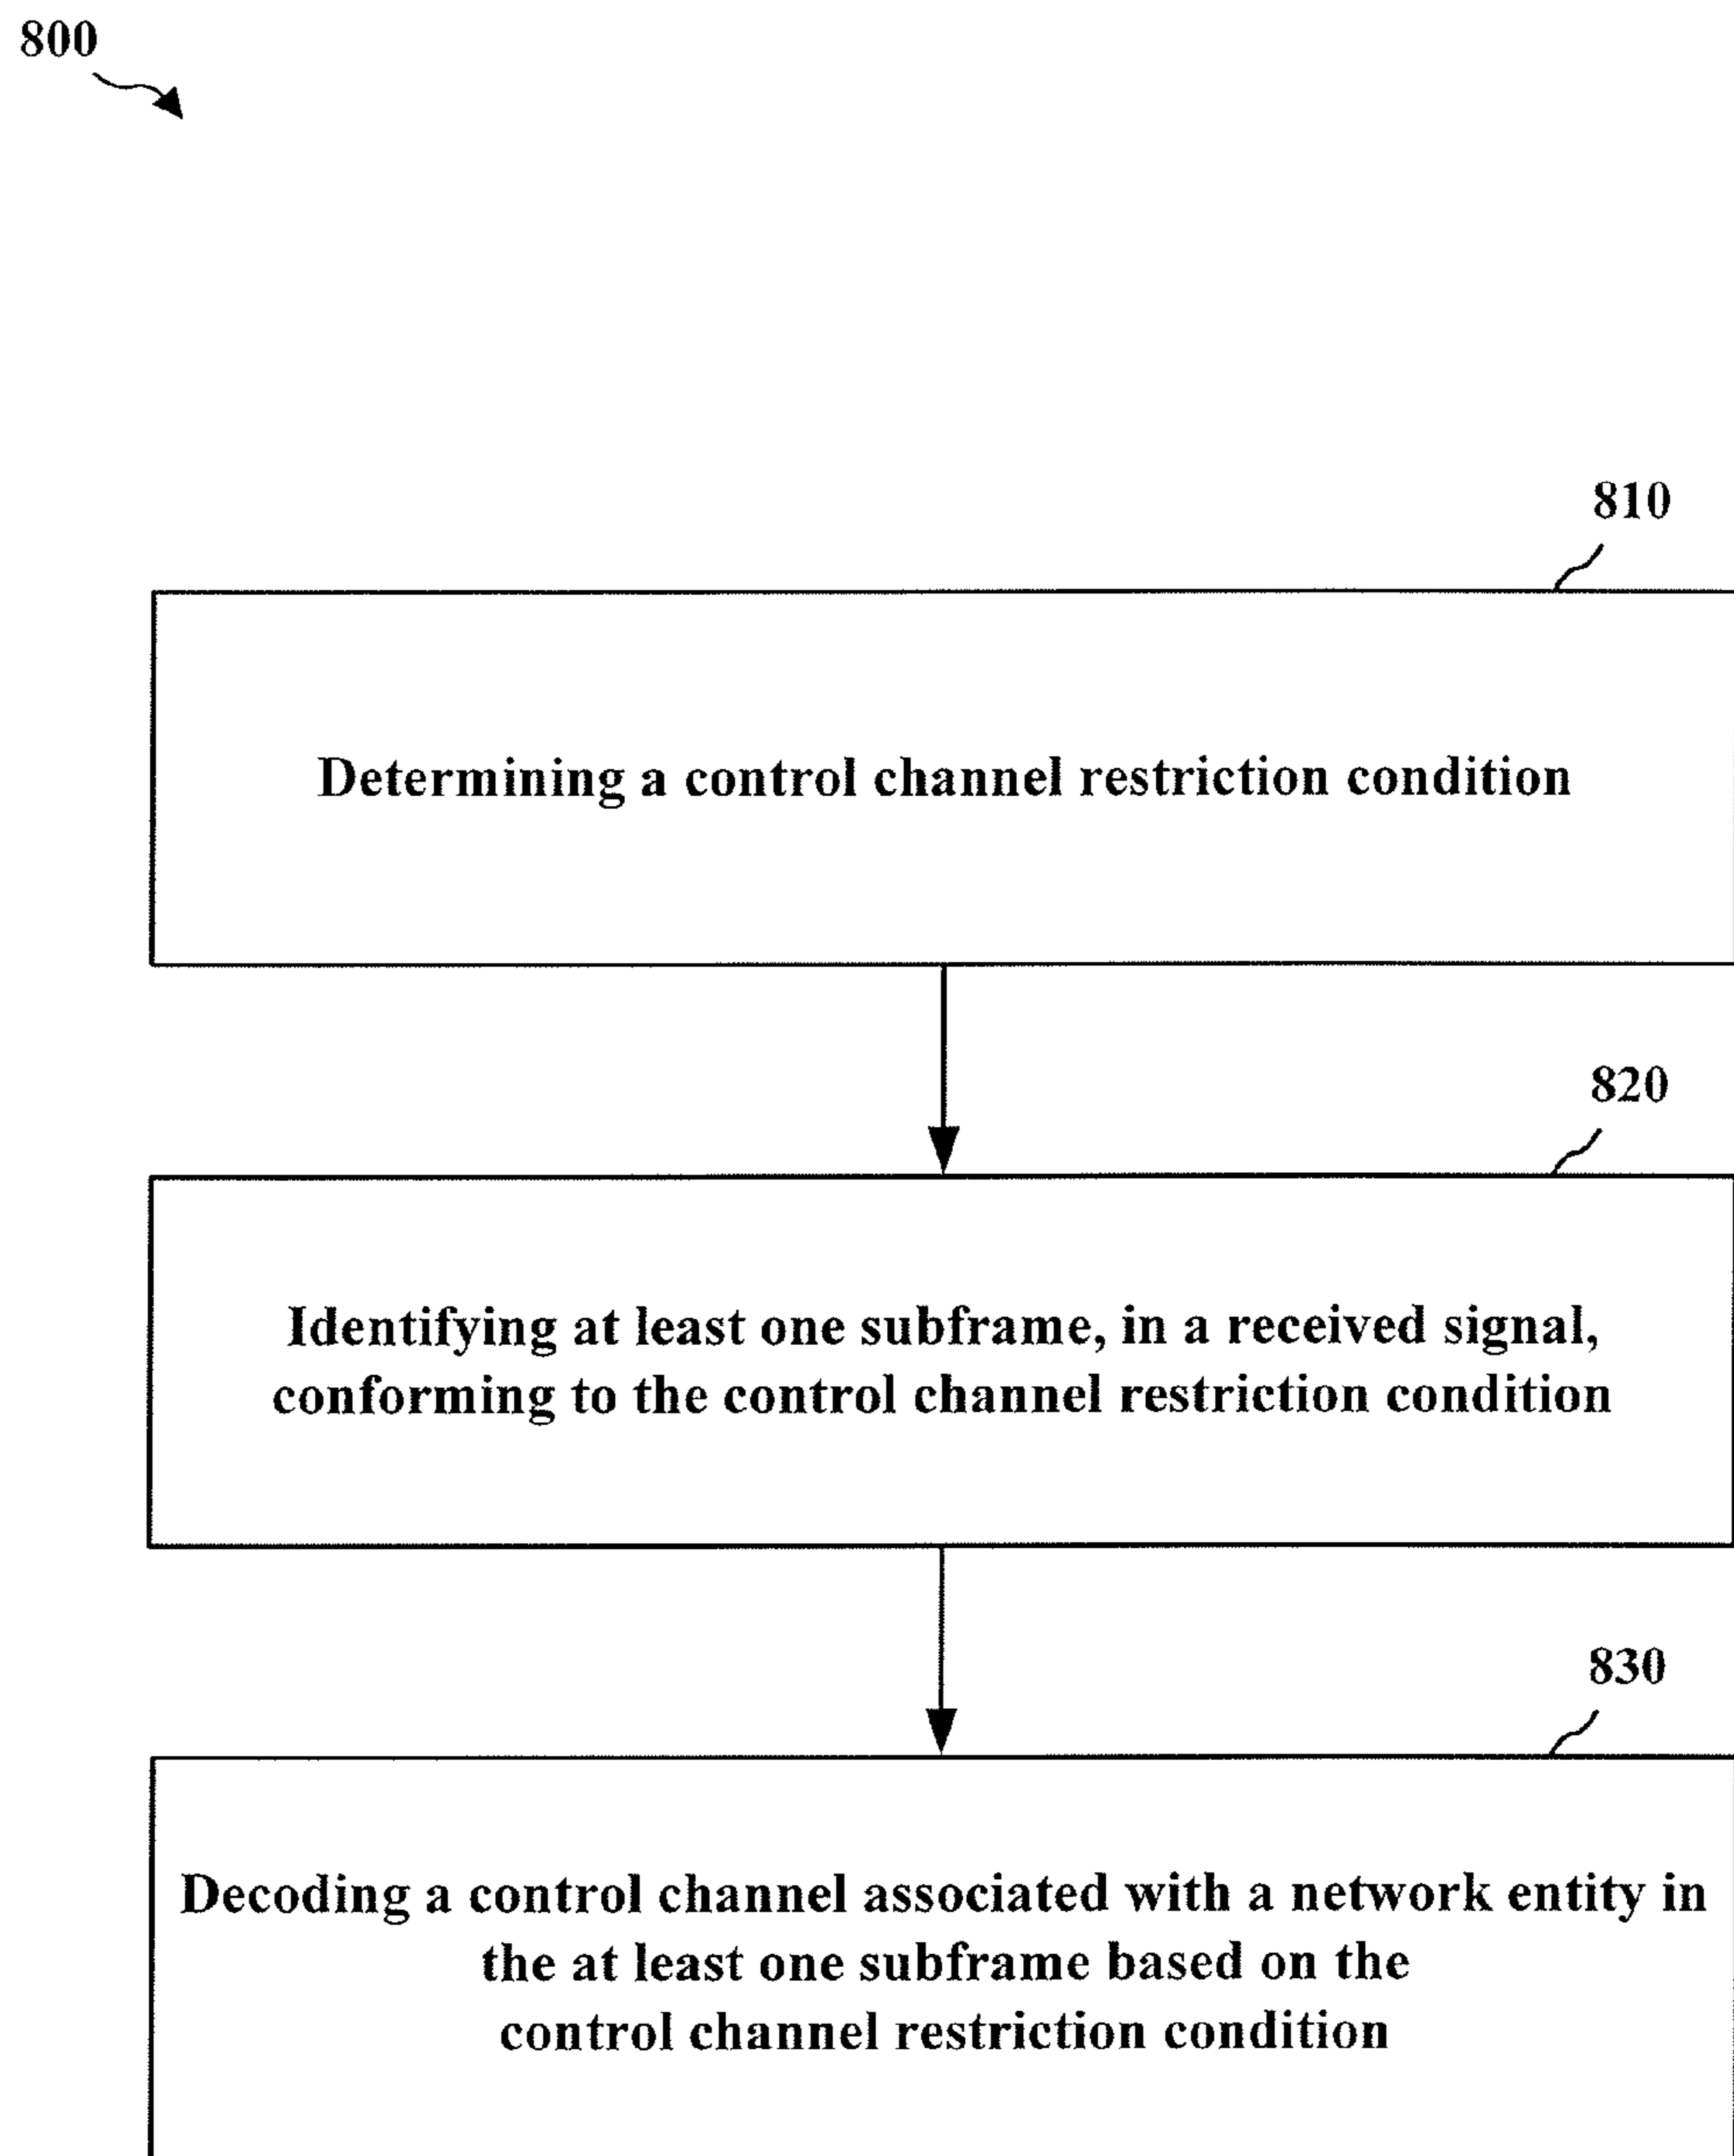 800
810
Determining a control channel restriction condition
820
Identifying at least one subframe, in a received signal,
conforming to the control channel restriction condition
830
Decoding a control channel associated with a network entity in
the at least one subframe based on the
control channel restriction condition